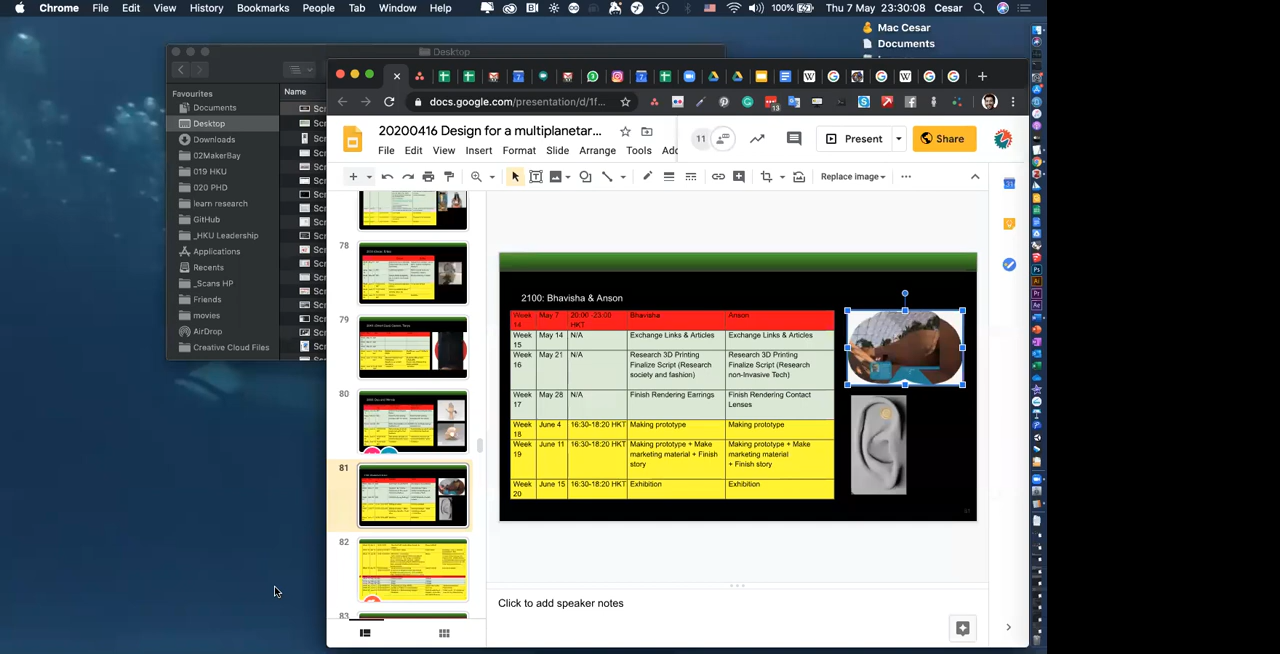 Chrome File Edit View History Bookmarks People Tab Window Help
100% Thu 7 May 23:30:08 Cesar
Mac Cesar
Documents
Desktop
Favourites
Documents
Desktop
Downloads
02MakerBay
019 HKU
020 PHD
learn research
GitHub
_HKU Leadership
Applications
Recents
_Scans HP
Friends
movies
AirDrop
Creative Cloud Files
Name
docs.google.com/presentation/d/1f...
20200416 Design for a multiplanetar...
File Edit View Insert Format Slide Arrange Tools
11
Present
Share
Replace image
78
79
80
81
82
2100: Bhavisha & Anson
Week 14 May 7 20:00 -23:00 HKT Bhavisha Anson
Week 15 May 14 N/A Exchange Links & Articles Exchange Links & Articles
Week 16 May 21 N/A Research 3D Printing Finalize Script (Research society and fashion) Research 3D Printing Finalize Script (Research non-Invasive Tech)
Week 17 May 28 N/A Finish Rendering Earrings Finish Rendering Contact Lenses
Week 18 June 4 16:30-18:20 HKT Making prototype Making prototype
Week 19 June 11 16:30-18:20 HKT Making prototype + Make marketing material + Finish story Making prototype + Make marketing material + Finish story
Week 20 June 15 16:30-18:20 HKT Exhibition Exhibition
Click to add speaker notes